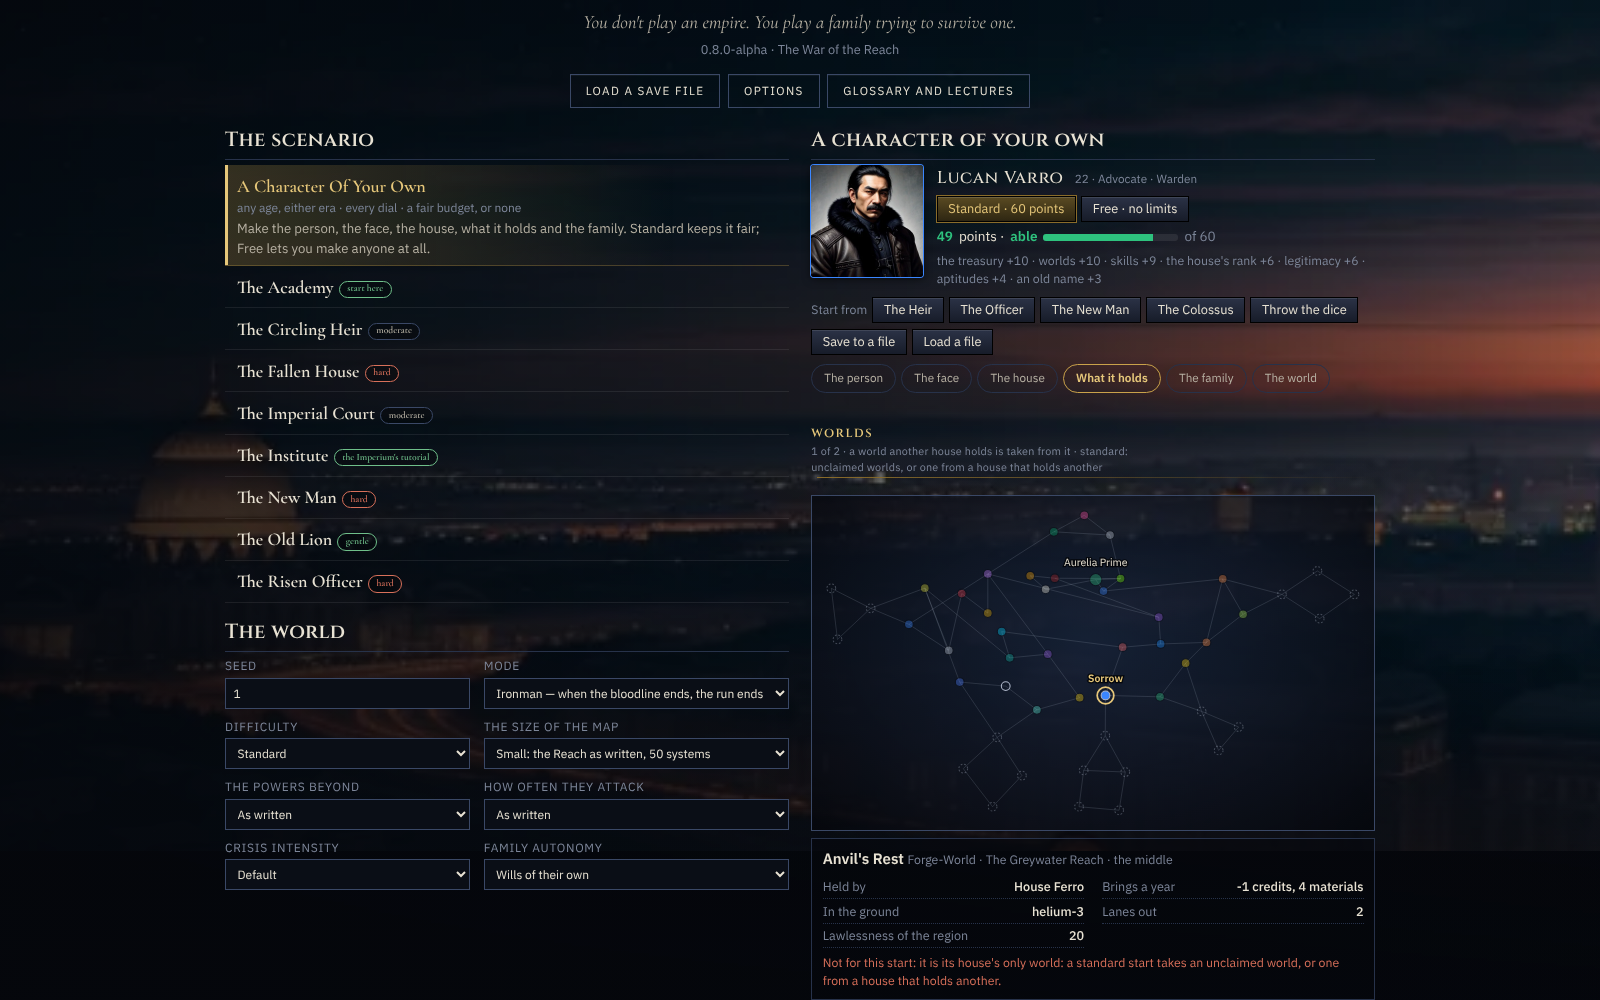 You don't play an empire. You play a family trying to survive one.
0.8.0-alpha · The War of the Reach
LOAD A SAVE FILE
OPTIONS
GLOSSARY AND LECTURES
The scenario
A Character Of Your Own
any age, either era · every dial · a fair budget, or none
Make the person, the face, the house, what it holds and the family. Standard keeps it fair;
Free lets you make anyone at all.
The Academy start here
The Circling Heir moderate
The Fallen House hard
The Imperial Court moderate
The Institute the Imperium's tutorial
The New Man hard
The Old Lion gentle
The Risen Officer hard
The world
SEED
1
MODE
Ironman — when the bloodline ends, the run ends
DIFFICULTY
Standard
THE SIZE OF THE MAP
Small: the Reach as written, 50 systems
THE POWERS BEYOND
As written
HOW OFTEN THEY ATTACK
As written
CRISIS INTENSITY
Default
FAMILY AUTONOMY
Wills of their own
A character of your own
Lucan Varro 22 · Advocate · Warden
Standard · 60 points
Free · no limits
49 points · able of 60
the treasury +10 · worlds +10 · skills +9 · the house's rank +6 · legitimacy +6 ·
aptitudes +4 · an old name +3
Start from
The Heir
The Officer
The New Man
The Colossus
Throw the dice
Save to a file
Load a file
The person
The face
The house
What it holds
The family
The world
WORLDS
1 of 2 · a world another house holds is taken from it · standard:
unclaimed worlds, or one from a house that holds another
Aurelia Prime
Sorrow
Anvil's Rest Forge-World · The Greywater Reach · the middle
Held by House Ferro
Brings a year -1 credits, 4 materials
In the ground helium-3
Lanes out 2
Lawlessness of the region 20
Not for this start: it is its house's only world: a standard start takes an unclaimed world, or one
from a house that holds another.